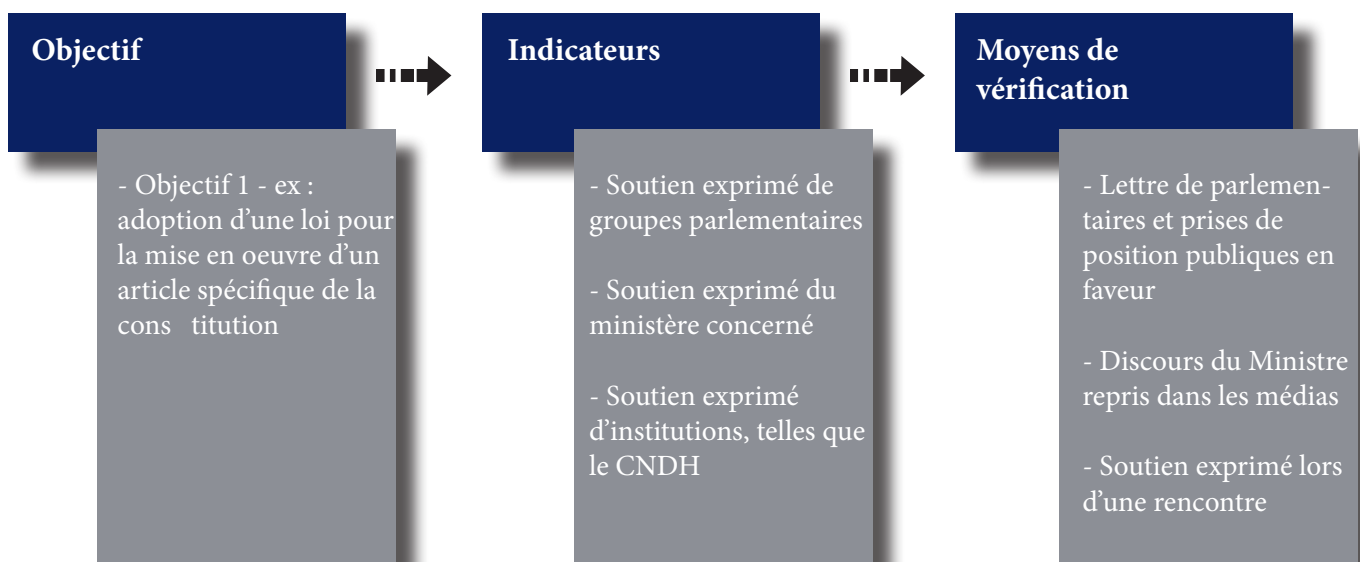 Objectif
- Objectif 1 - ex :
adoption d’une loi pour
la mise en oeuvre d’un
article spécifique de la
cons titution
Indicateurs
- Soutien exprimé de
groupes parlementaires
- Soutien exprimé du
ministère concerné
- Soutien exprimé
d’institutions, telles que
le CNDH
Moyens de
vérification
- Lettre de parlemen-
taires et prises de
position publiques en
faveur
- Discours du Ministre
repris dans les médias
- Soutien exprimé lors
d’une rencontre